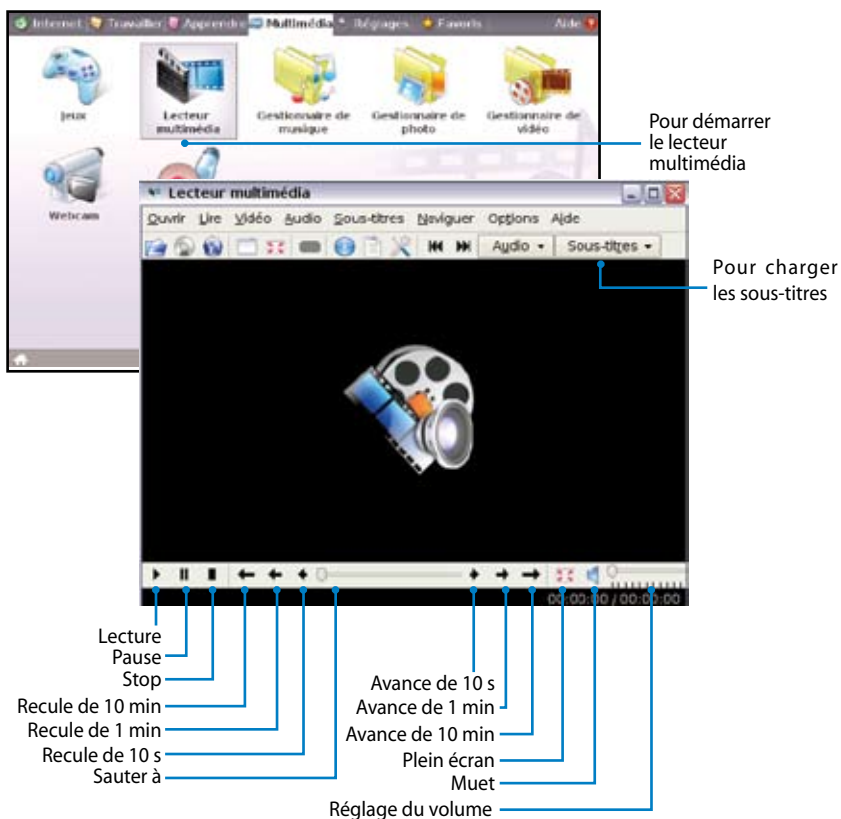 Internet Travailler Apprendre Multimédia Réglages Favoris Aide
Jeux
Lecteur
multimédia
Gestionnaire de
musique
Gestionnaire de
photo
Gestionnaire de
vidéo
Webcam
Pour démarrer
le lecteur
multimédia
Lecteur multimédia
Ouvrir Lire Vidéo Audio Sous-titres Naviguer Options Aide
Audio Sous-titres
Pour charger
les sous-titres
00:00:00 / 00:00:00
Lecture
Pause
Stop
Recule de 10 min
Recule de 1 min
Recule de 10 s
Sauter à
Avance de 10 s
Avance de 1 min
Avance de 10 min
Plein écran
Muet
Réglage du volume